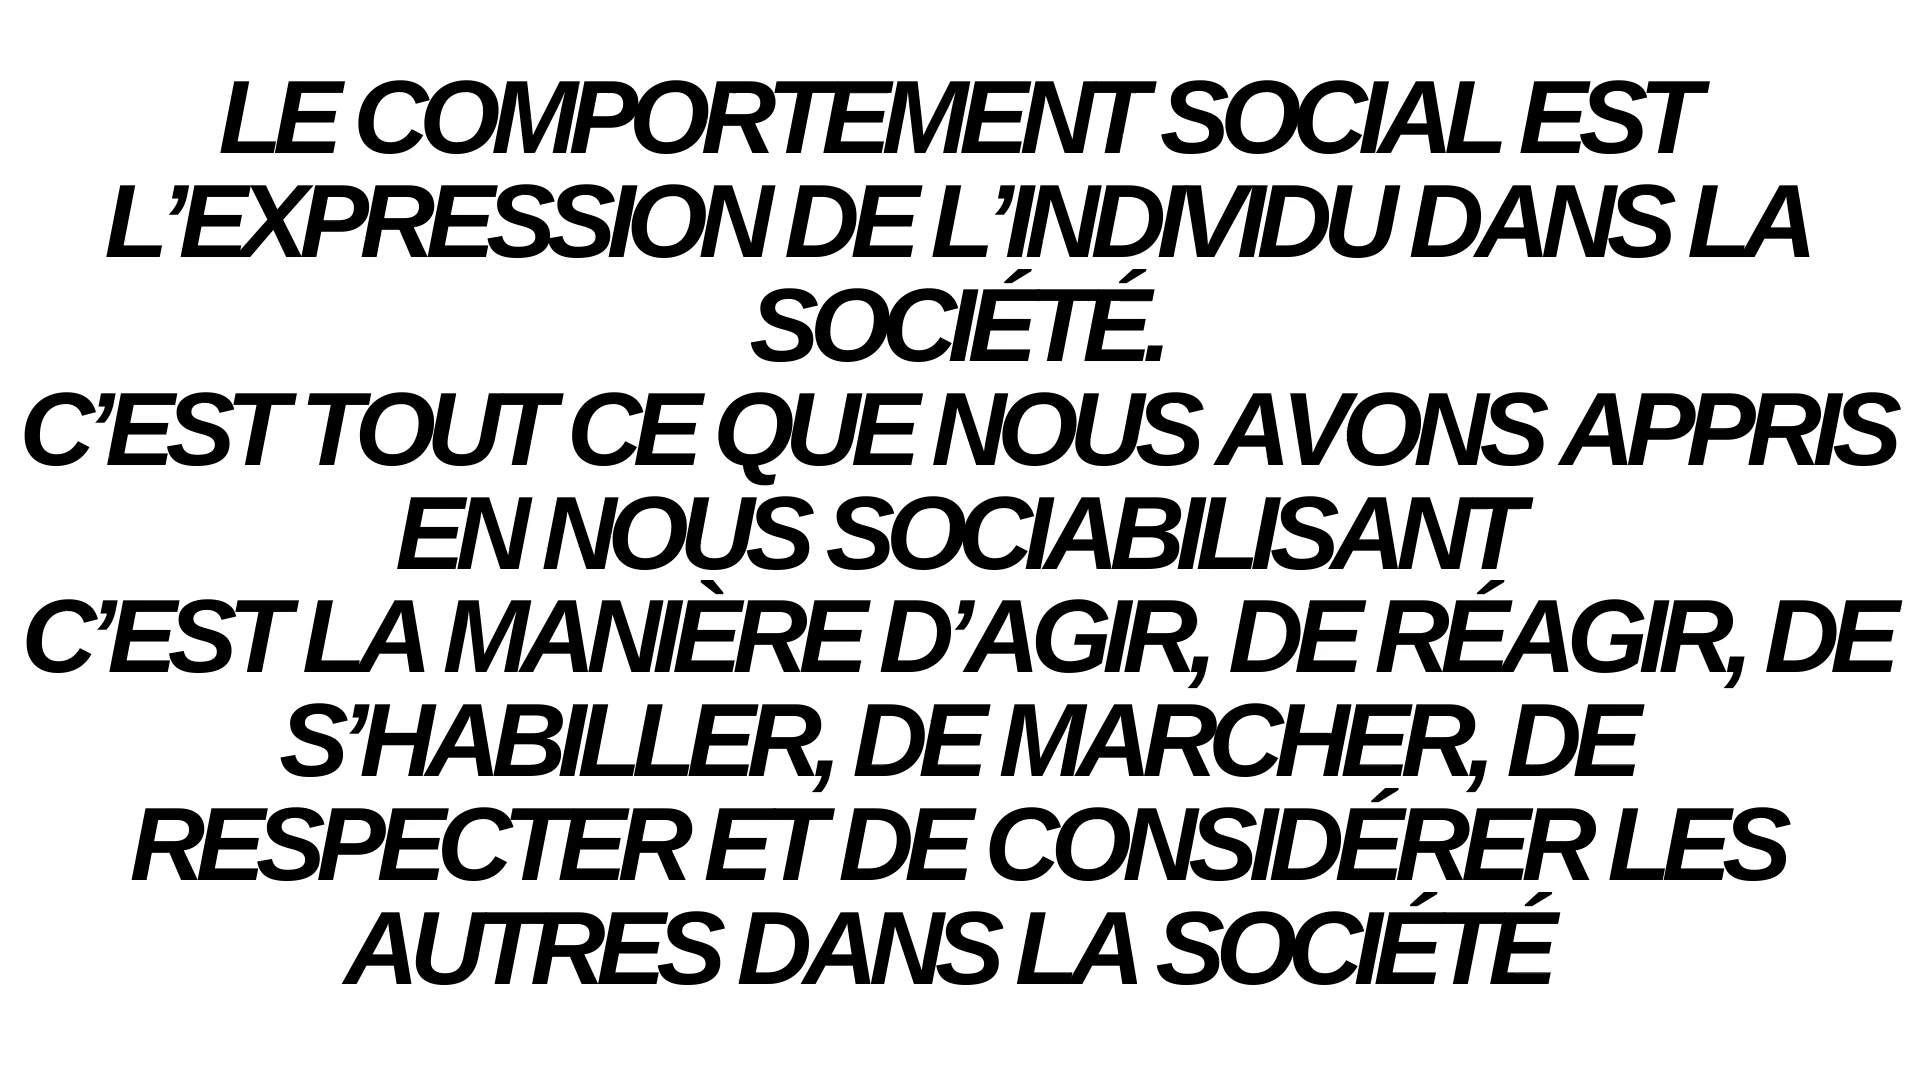 LE COMPORTEMENT SOCIAL EST
L’EXPRESSION DE L’INDIVIDU DANS LA
SOCIÉTÉ.
C’EST TOUT CE QUE NOUS AVONS APPRIS
EN NOUS SOCIABILISANT
C’EST LA MANIÈRE D’AGIR, DE RÉAGIR, DE
S’HABILLER, DE MARCHER, DE
RESPECTER ET DE CONSIDÉRER LES
AUTRES DANS LA SOCIÉTÉ